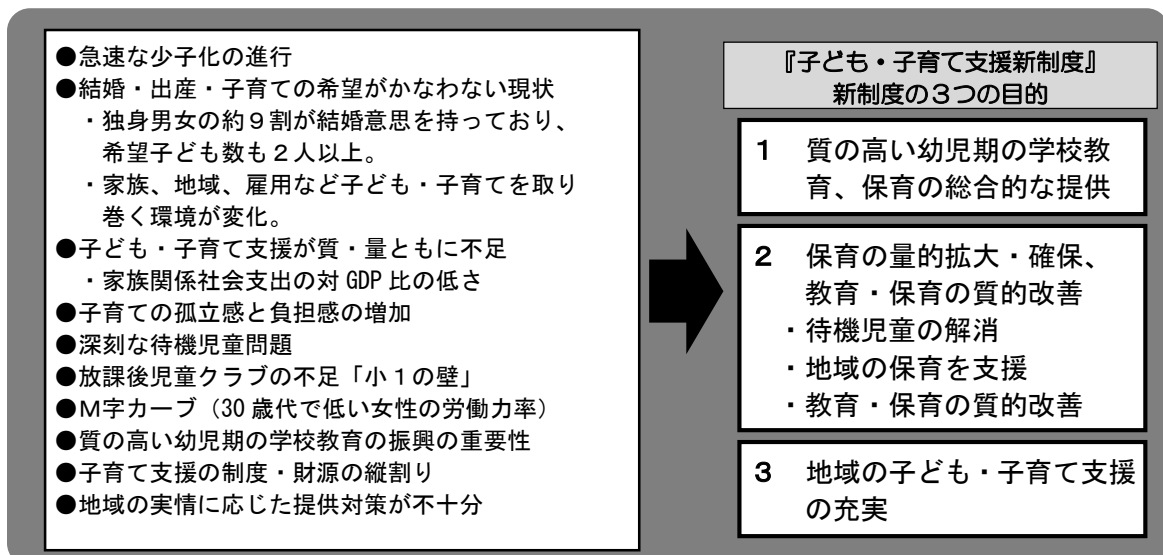 ●急速な少子化の進行
●結婚・出産・子育ての希望がかなわない現状
・独身男女の約９割が結婚意思を持っており、
希望子ども数も２人以上。
・家族、地域、雇用など子ども・子育てを取り
巻く環境が変化。
●子ども・子育て支援が質・量ともに不足
・家族関係社会支出の対 GDP 比の低さ
●子育ての孤立感と負担感の増加
●深刻な待機児童問題
●放課後児童クラブの不足「小１の壁」
●Ｍ字カーブ（30 歳代で低い女性の労働力率）
●質の高い幼児期の学校教育の振興の重要性
●子育て支援の制度・財源の縦割り
●地域の実情に応じた提供対策が不十分
『子ども・子育て支援新制度』
新制度の３つの目的
１　質の高い幼児期の学校教
育、保育の総合的な提供
２　保育の量的拡大・確保、
教育・保育の質的改善
・待機児童の解消
・地域の保育を支援
・教育・保育の質的改善
３　地域の子ども・子育て支援
の充実